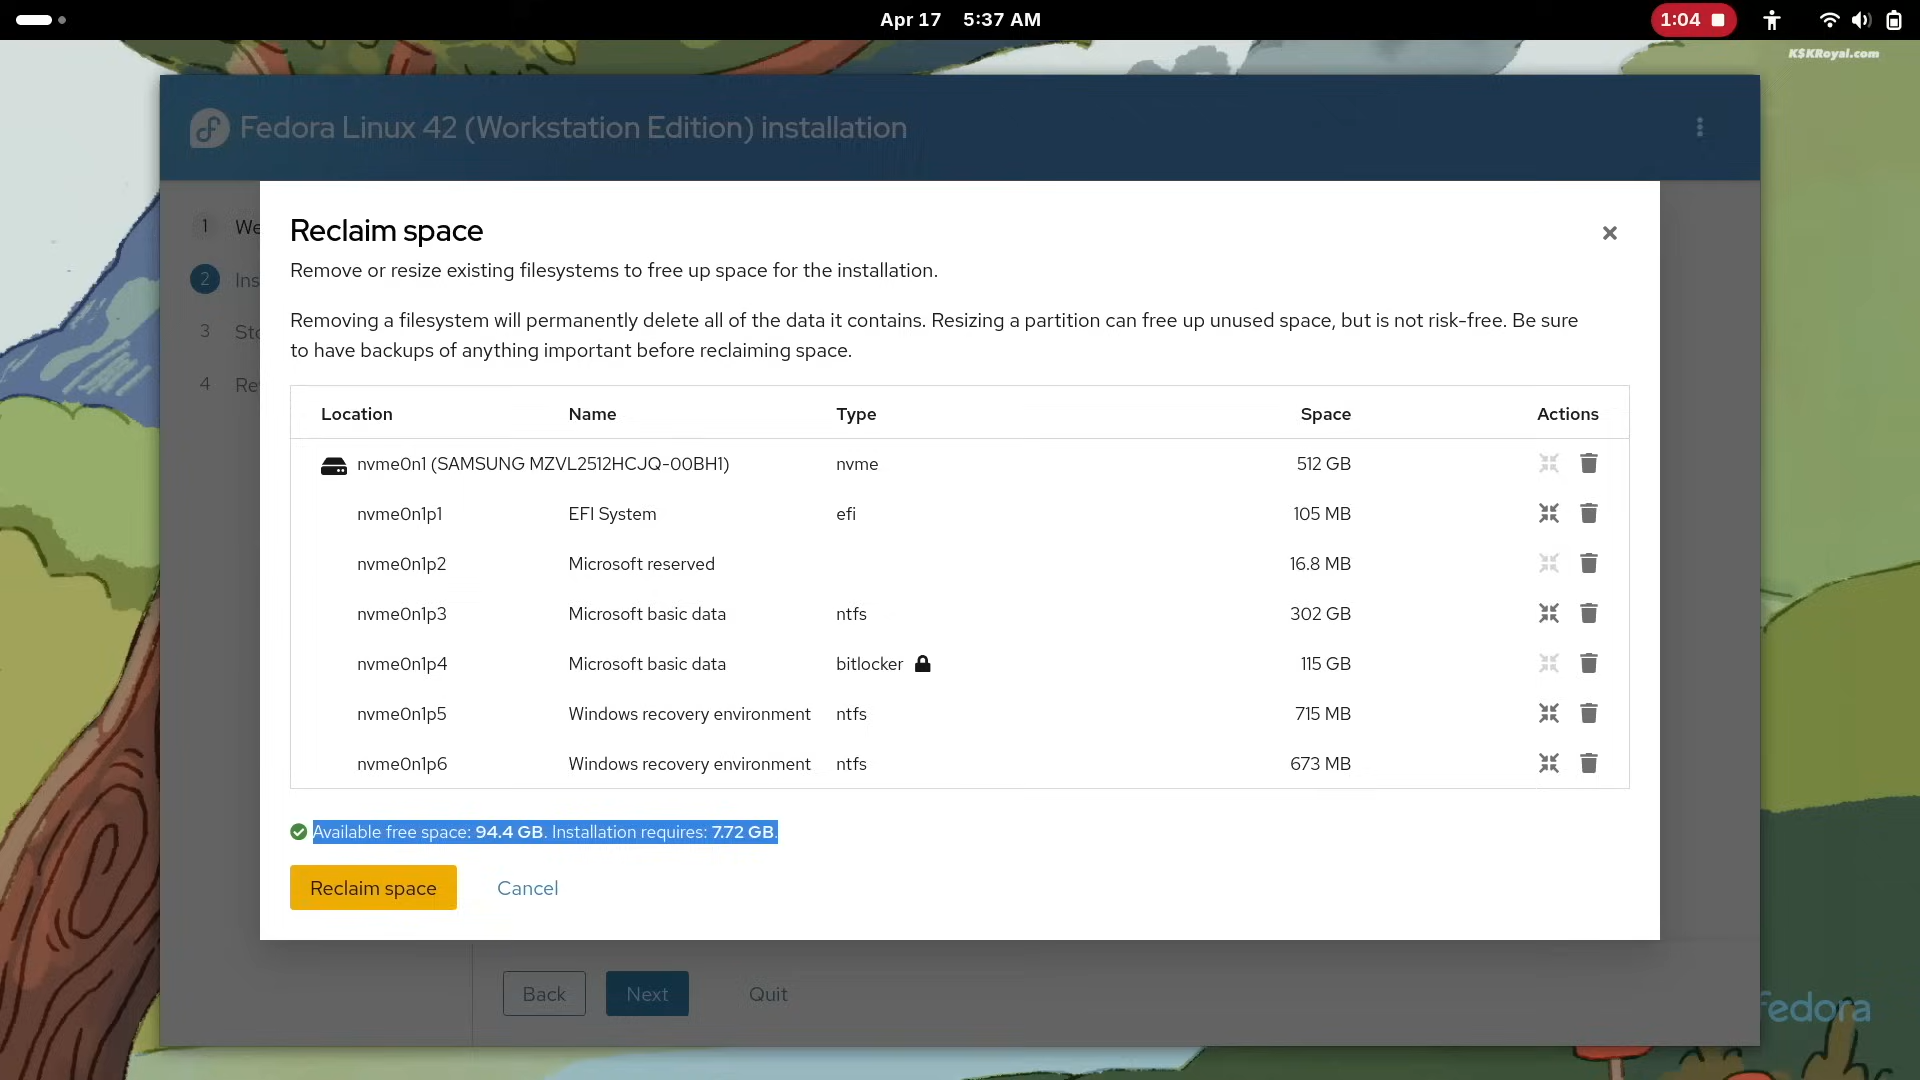 Apr 17 5:37 AM
1:04
K$KRoyal.com
Fedora Linux 42 (Workstation Edition) installation
1 We
2 Ins
3 Sto
4 Re
Reclaim space
Remove or resize existing filesystems to free up space for the installation.
Removing a filesystem will permanently delete all of the data it contains. Resizing a partition can free up unused space, but is not risk-free. Be sure
to have backups of anything important before reclaiming space.
Location Name Type Space Actions
nvme0n1 (SAMSUNG MZVL2512HCJQ-00BH1) nvme 512 GB
nvme0n1p1 EFI System efi 105 MB
nvme0n1p2 Microsoft reserved 16.8 MB
nvme0n1p3 Microsoft basic data ntfs 302 GB
nvme0n1p4 Microsoft basic data bitlocker 115 GB
nvme0n1p5 Windows recovery environment ntfs 715 MB
nvme0n1p6 Windows recovery environment ntfs 673 MB
Available free space: 94.4 GB. Installation requires: 7.72 GB.
Reclaim space Cancel
Back Next Quit
fedora